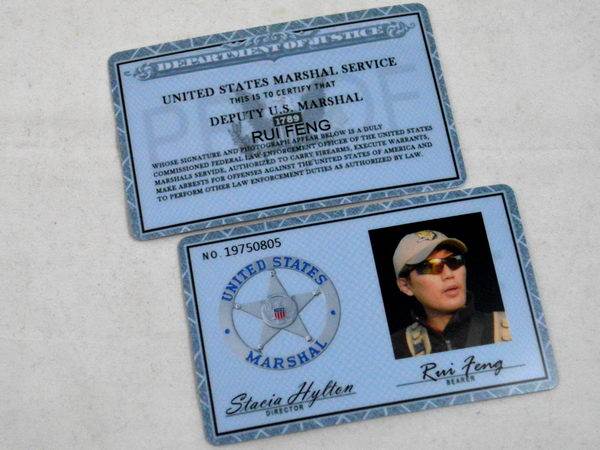 DEPARTMENT OF JUSTICE
UNITED STATES MARSHAL SERVICE
THIS IS TO CERTIFY THAT
DEPUTY U.S. MARSHAL
1789
RUI FENG
WHOSE SIGNATURE AND PHOTOGRAPH APPEAR BELOW IS A DULY
COMMISSIONED FEDERAL LAW ENFORCEMENT OFFICER OF THE UNITED STATES
MARSHALS SERVIDE, AUTHORIZED TO CARRY FIREARMS, EXECUTE WARRANTS,
MAKE ARRESTS FOR OFFENSES AGAINST THE UNITED STATES OF AMERICA AND
TO PERFORM OTHER LAW ENFORCEMENT DUTIES AS AUTHORIZED BY LAW.
NO. 19750805
UNITED STATES
MARSHAL
Stacia Hylton
DIRECTOR
Rui Feng
BEARER